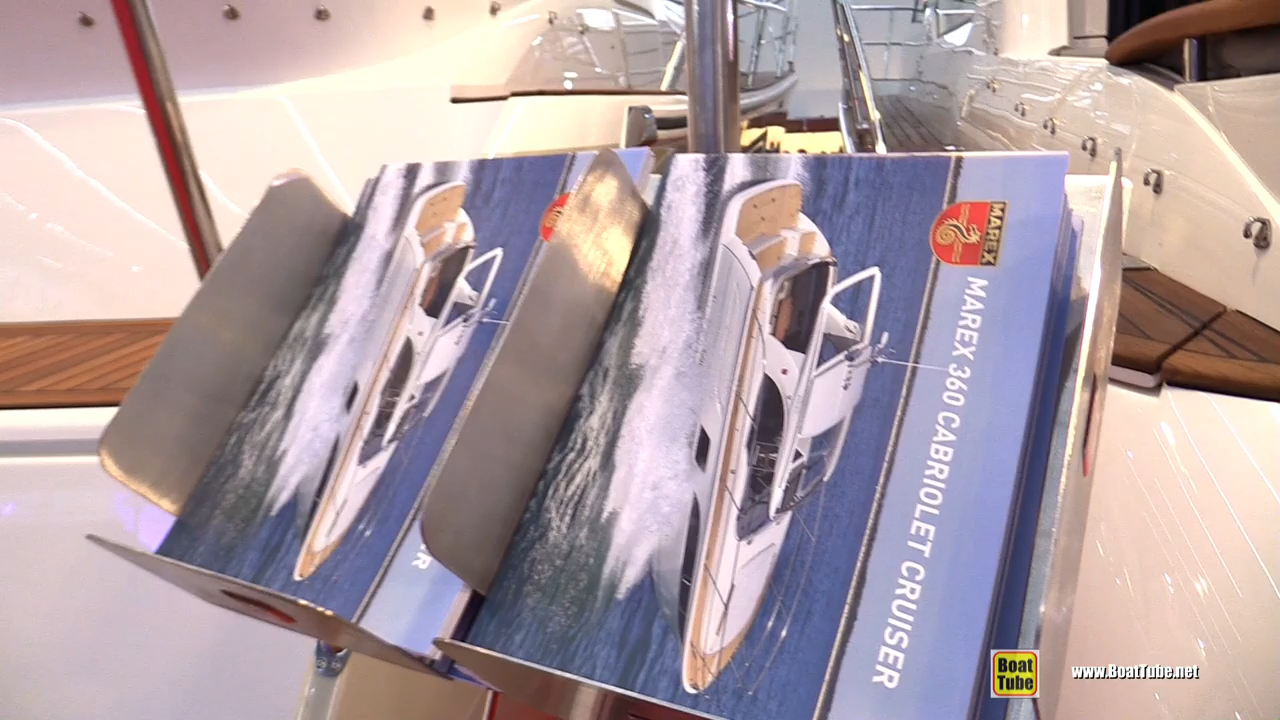 MAREX
MAREX 360 CABRIOLET CRUISER
R
Boat
Tube
www.BoatTube.net